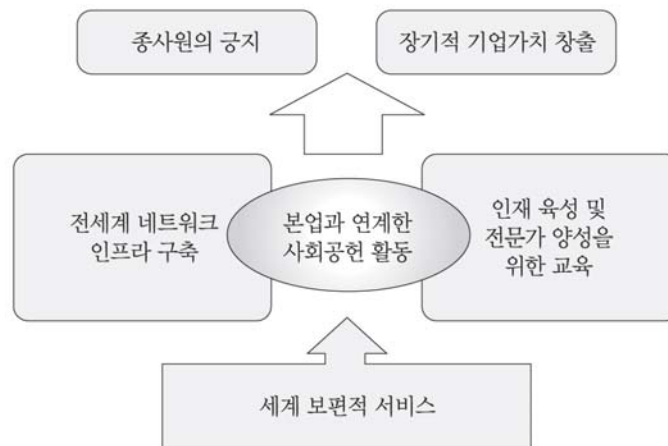 종사원의 긍지
장기적 기업가치 창출
전세계 네트워크
인프라 구축
본업과 연계한
사회공헌 활동
인재 육성 및
전문가 양성을
위한 교육
세계 보편적 서비스